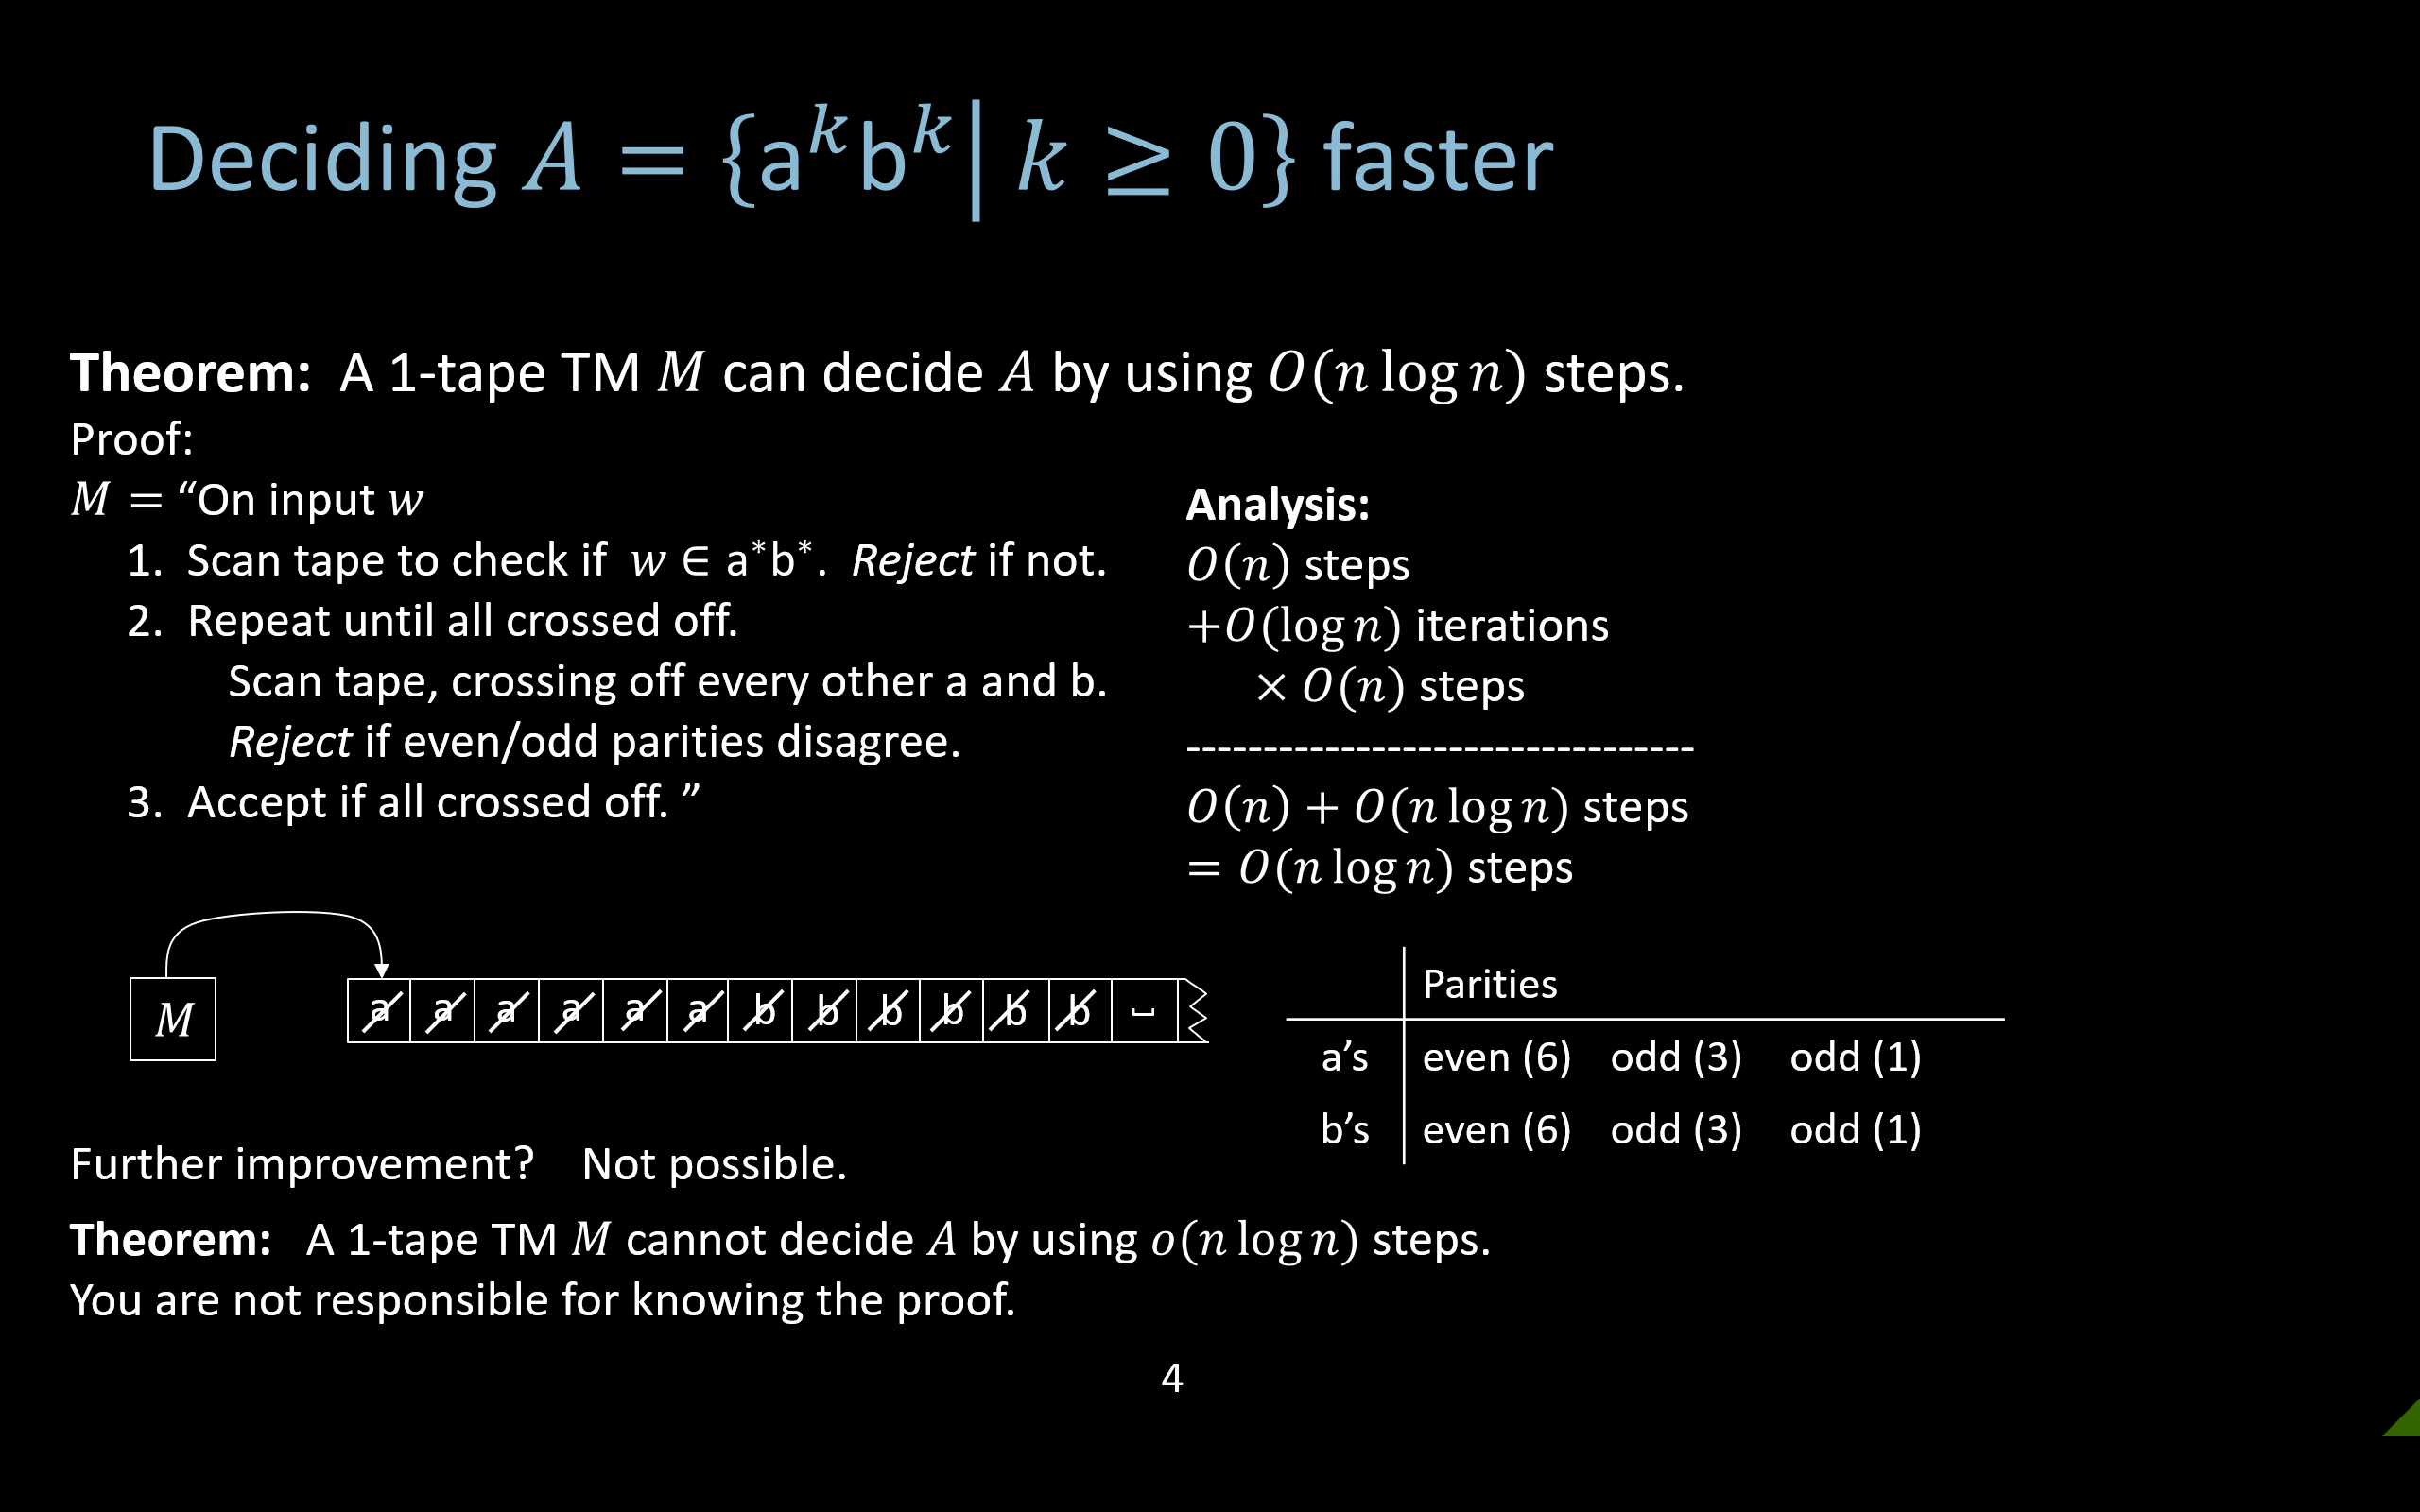 Deciding 𝐴 = {aᵏbᵏ| 𝑘 ≥ 0} faster
Theorem: A 1-tape TM 𝑀 can decide 𝐴 by using 𝑂(𝑛 log 𝑛) steps.
Proof:
𝑀 = “On input 𝑤
1. Scan tape to check if 𝑤 ∈ a*b*. Reject if not.
2. Repeat until all crossed off.
Scan tape, crossing off every other a and b.
Reject if even/odd parities disagree.
3. Accept if all crossed off. ”
Analysis:
𝑂(𝑛) steps
+𝑂(log 𝑛) iterations
× 𝑂(𝑛) steps
---------------------------------
𝑂(𝑛) + 𝑂(𝑛 log 𝑛) steps
= 𝑂(𝑛 log 𝑛) steps
𝑀
a a a a a a b b b b b b ⎵
Parities
a’s even (6) odd (3) odd (1)
b’s even (6) odd (3) odd (1)
Further improvement? Not possible.
Theorem: A 1-tape TM 𝑀 cannot decide 𝐴 by using 𝑜(𝑛 log 𝑛) steps.
You are not responsible for knowing the proof.
4